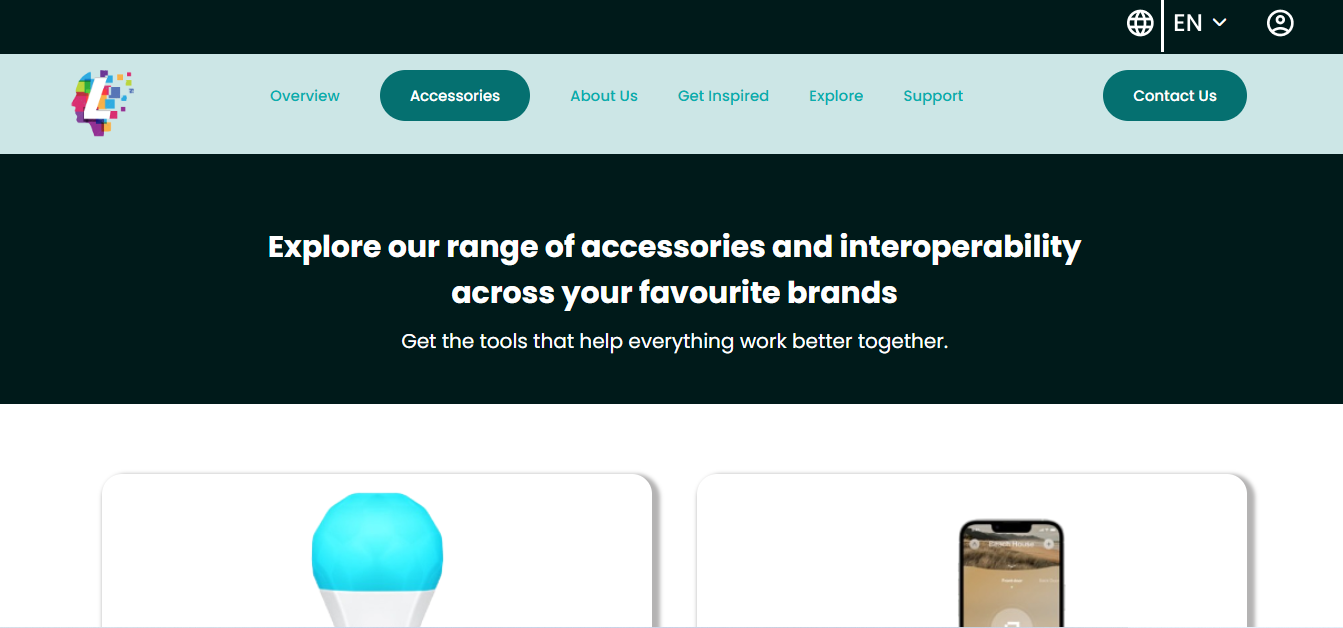 EN
Overview
Accessories
About Us
Get Inspired
Explore
Support
Contact Us
Explore our range of accessories and interoperability
across your favourite brands
Get the tools that help everything work better together.